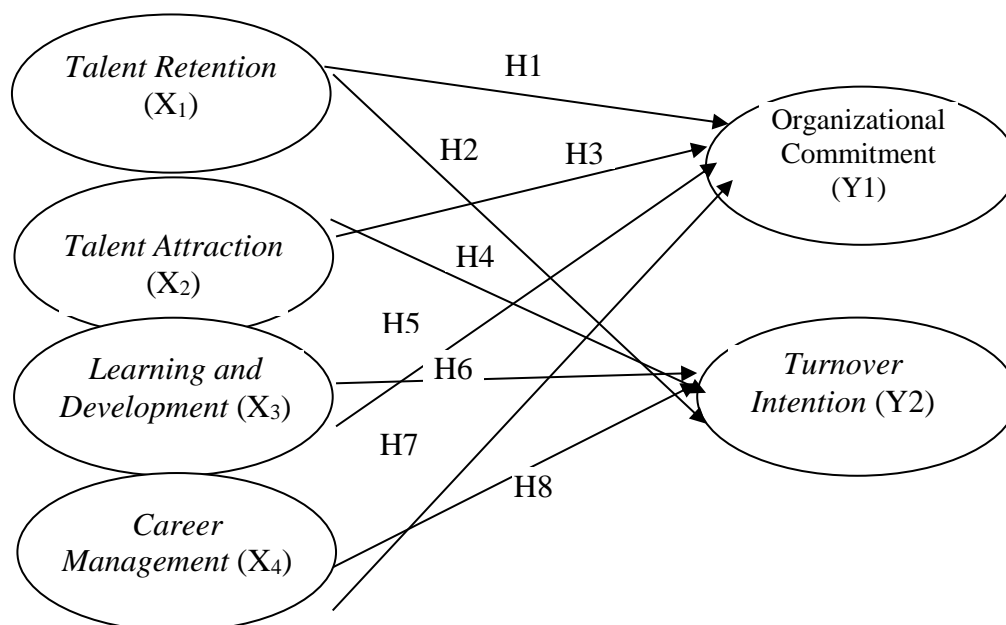 Talent Retention
(X₁)
H1
Organizational
Commitment
(Y1)
H2
H3
Talent Attraction
(X₂)
H4
H5
Learning and
Development (X₃)
H6
Turnover
Intention (Y2)
H7
H8
Career
Management (X₄)